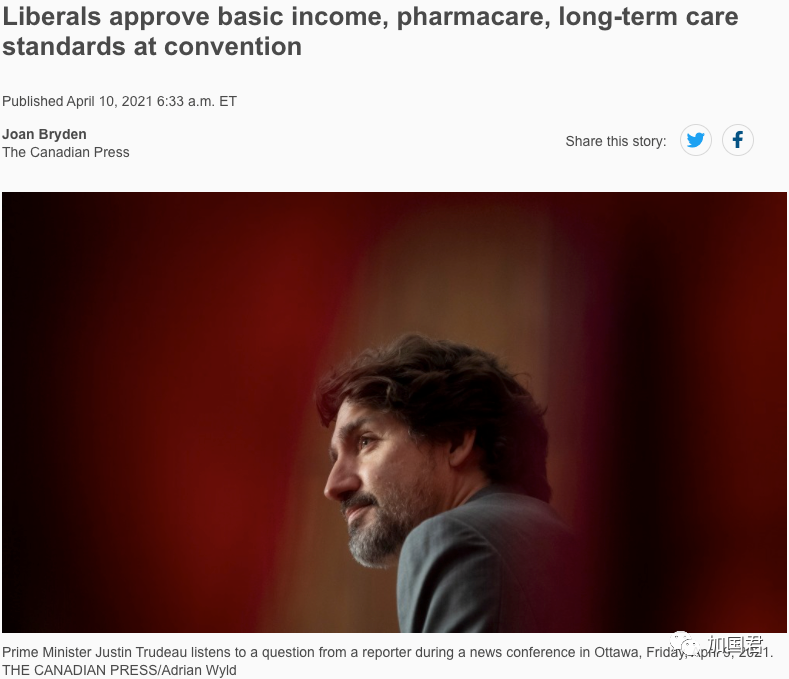 Liberals approve basic income, pharmacare, long-term care
standards at convention
Published April 10, 2021 6:33 a.m. ET
Joan Bryden
The Canadian Press
Share this story:
Prime Minister Justin Trudeau listens to a question from a reporter during a news conference in Ottawa, Friday, April 9, 2021.
加国君
THE CANADIAN PRESS/Adrian Wyld